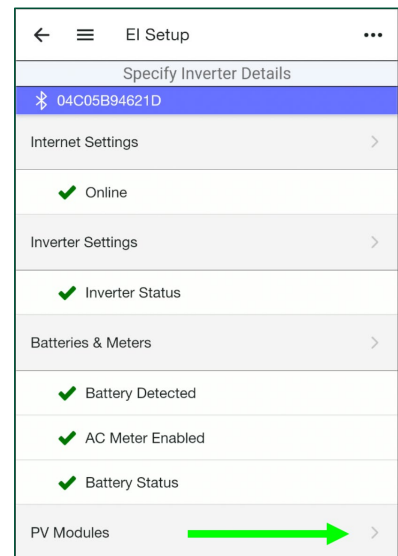 EI Setup
Specify Inverter Details
04C05B94621D
Internet Settings
Online
Inverter Settings
Inverter Status
Batteries & Meters
Battery Detected
AC Meter Enabled
Battery Status
PV Modules